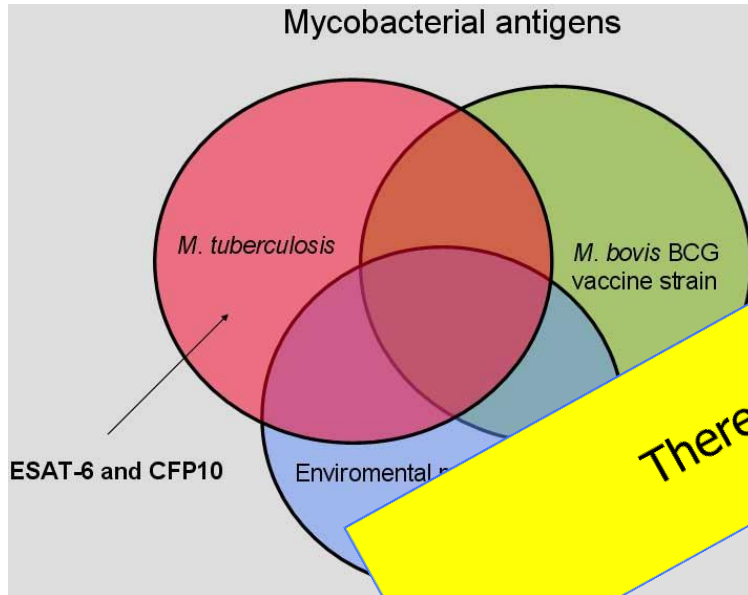 Mycobacterial antigens
M. tuberculosis
M. bovis BCG
vaccine strain
ESAT-6 and CFP10
Enviromental
There